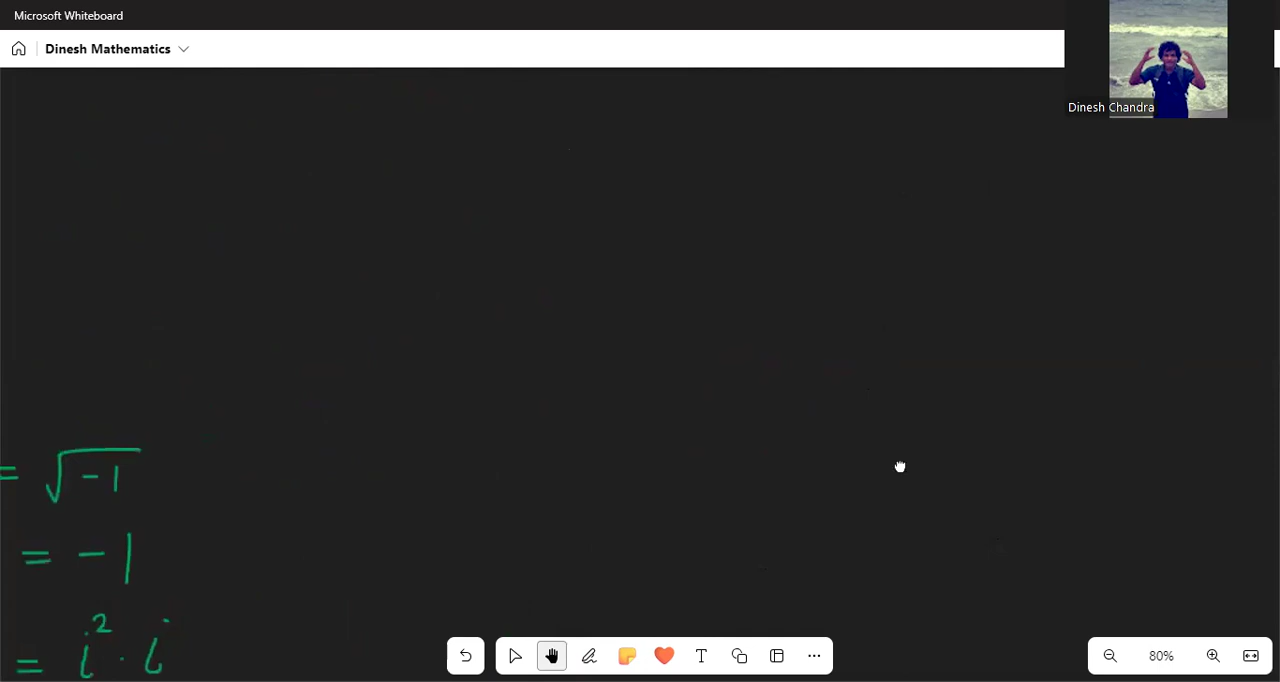 Microsoft Whiteboard
Dinesh Mathematics
Dinesh Chandra
= √-1
= -1
= i² · i
80%